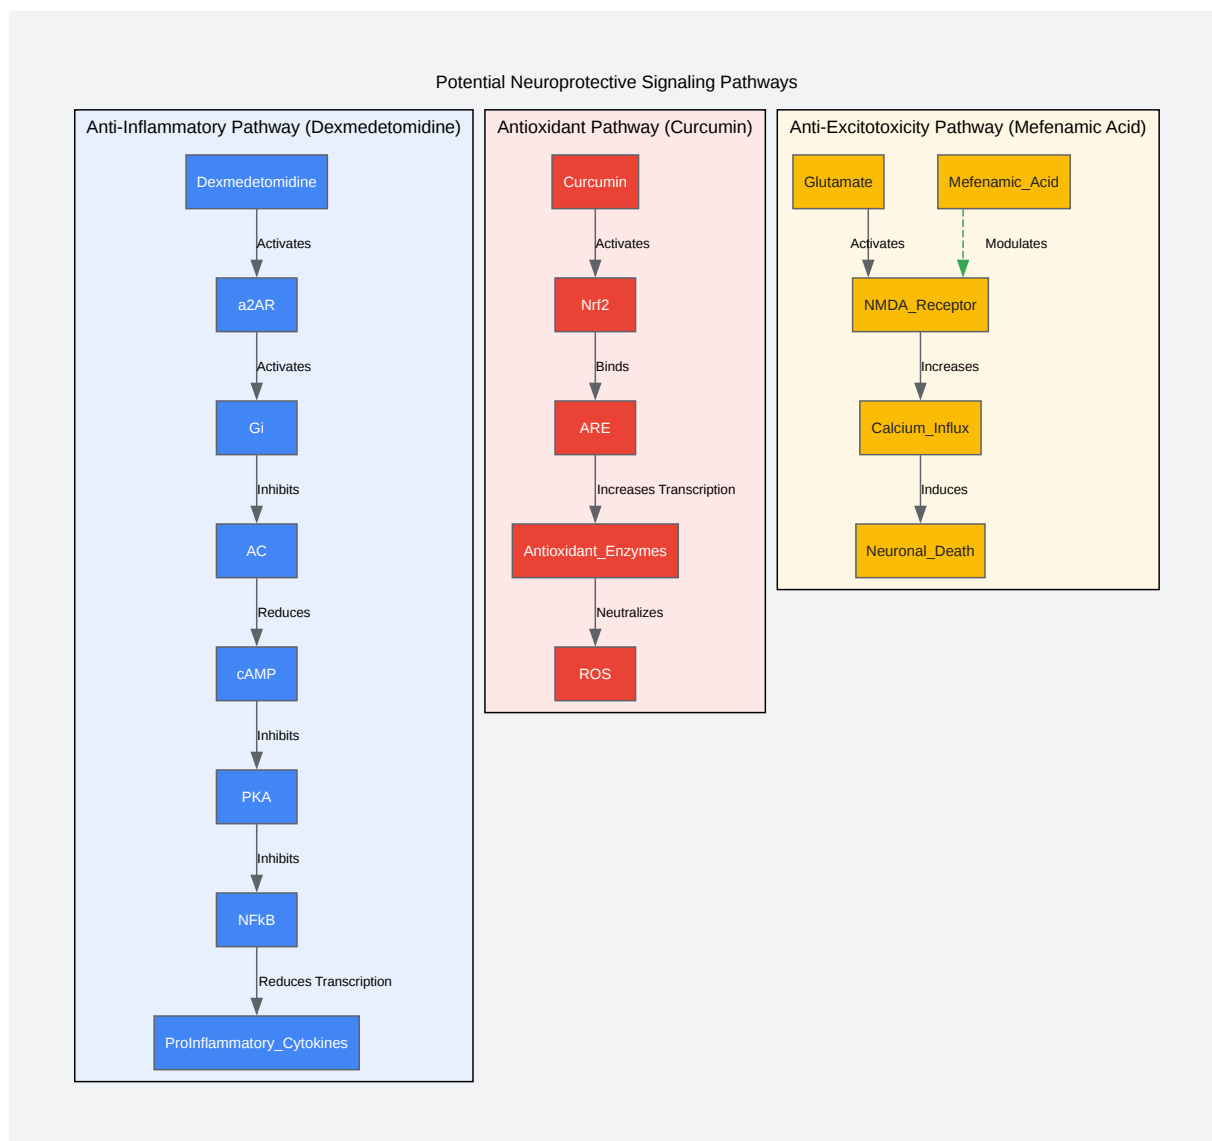 Potential Neuroprotective Signaling Pathways
Anti-Inflammatory Pathway (Dexmedetomidine)
Dexmedetomidine
Activates
a2AR
Activates
Gi
Inhibits
AC
Reduces
cAMP
Inhibits
PKA
Inhibits
NFkB
Reduces Transcription
ProInflammatory_Cytokines
Antioxidant Pathway (Curcumin)
Curcumin
Activates
Nrf2
Binds
ARE
Increases Transcription
Antioxidant_Enzymes
Neutralizes
ROS
Anti-Excitotoxicity Pathway (Mefenamic Acid)
Glutamate
Mefenamic_Acid
Activates
Modulates
NMDA_Receptor
Increases
Calcium_Influx
Induces
Neuronal_Death